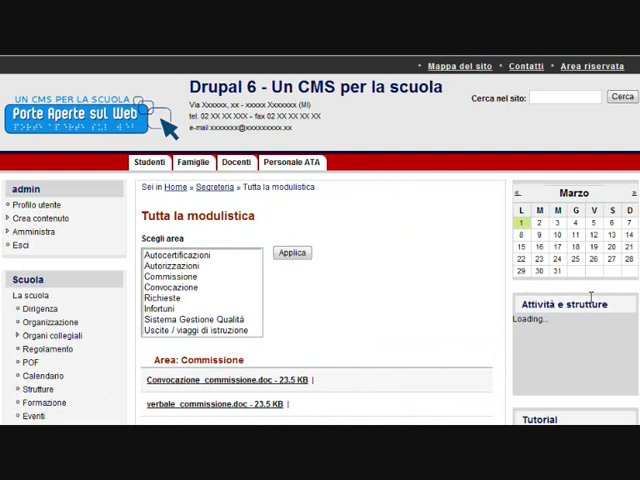 Mappa del sito • Contatti • Area riservata
UN CMS PER LA SCUOLA
Porte Aperte sul Web
Drupal 6 - Un CMS per la scuola
Via Xxxxxx, xx - xxxxx Xxxxxxx (MI)
tel. 02 XX XX XXX - fax 02 XX XX XX XX
e-mail:xxxxxxx@xxxxxxxxx.xx
Cerca nel sito:
Cerca
Studenti
Famiglie
Docenti
Personale ATA
admin
Profilo utente
Crea contenuto
Amministra
Esci
Scuola
La scuola
Dirigenza
Organizzazione
Organi collegiali
Regolamento
POF
Calendario
Strutture
Formazione
Eventi
Sei in Home » Segreteria » Tutta la modulistica
Tutta la modulistica
Scegli area
Autocertificazioni
Autorizzazioni
Commissione
Convocazione
Richieste
Infortuni
Sistema Gestione Qualità
Uscite / viaggi di istruzione
Applica
Area: Commissione
Convocazione_commissione.doc - 23.5 KB |
verbale_commissione.doc - 23.5 KB |
« Marzo »
L M M G V S D
1 2 3 4 5 6 7
8 9 10 11 12 13 14
15 16 17 18 19 20 21
22 23 24 25 26 27 28
29 30 31
Attività e strutture
Loading...
Tutorial